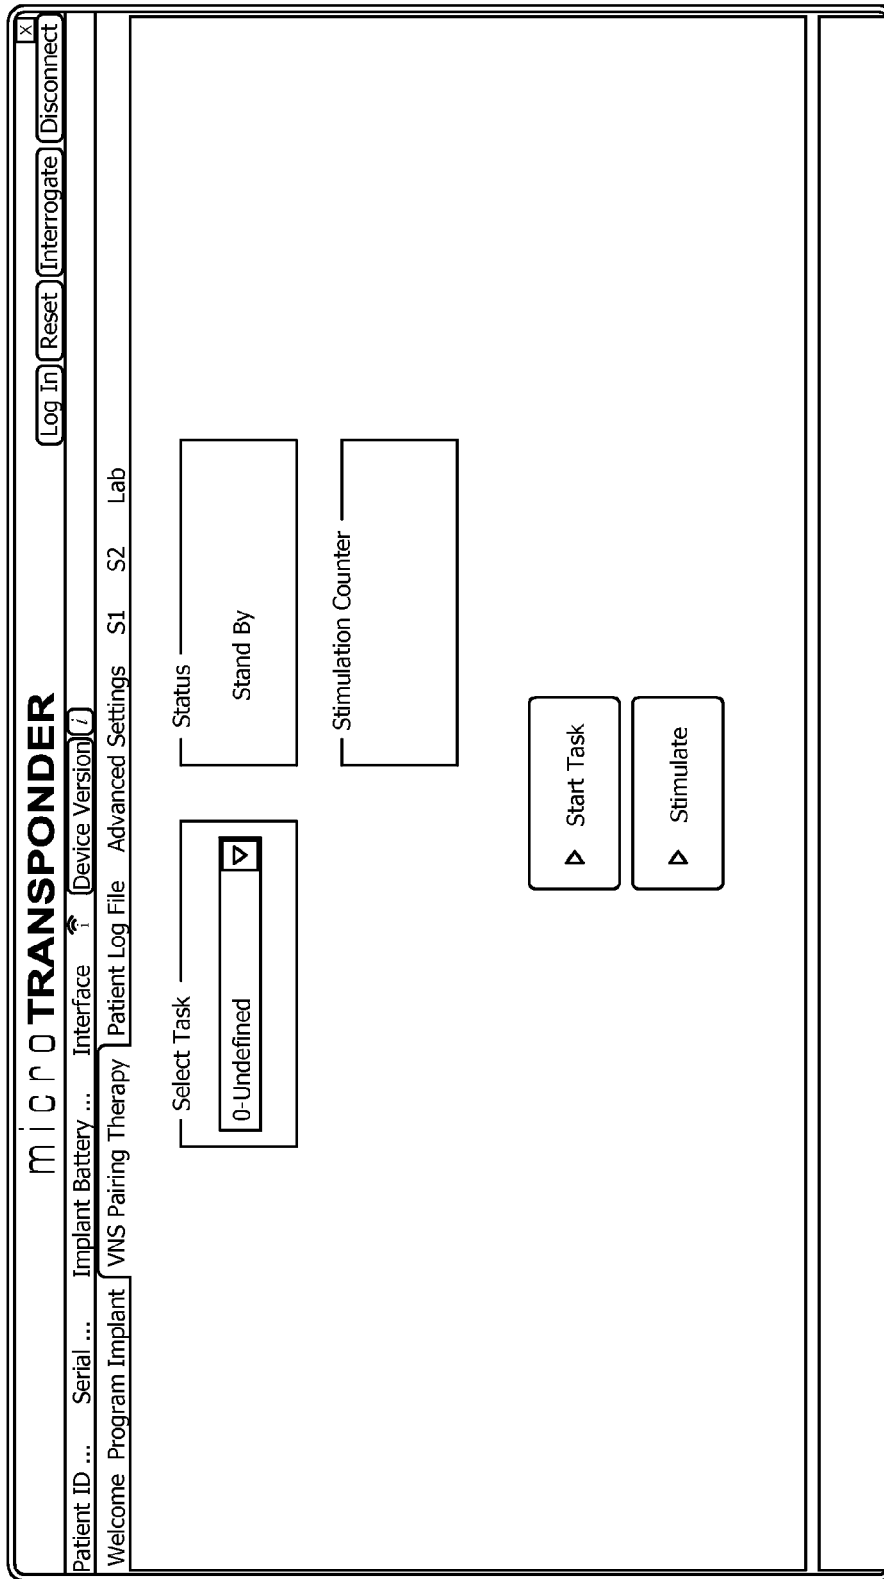 microTRANSPONDER
X
Log In Reset Interrogate Disconnect
Patient ID ... Serial ... Implant Battery ... Interface i Device Version i
Welcome Program Implant VNS Pairing Therapy Patient Log File Advanced Settings S1 S2 Lab
Select Task
0-Undefined
Status
Stand By
Stimulation Counter
Start Task
Stimulate